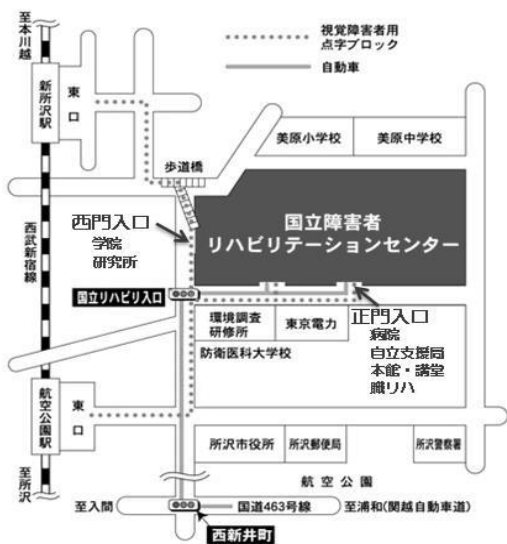 視覚障害者用
点字ブロック
自動車
至本川越
新所沢駅
東口
歩道橋
美原小学校
美原中学校
国立障害者
リハビリテーションセンター
西武新宿線
西門入口
学院
研究所
国立リハビリ入口
環境調査
研修所
東京電力
防衛医科大学校
正門入口
病院
自立支援局
本館・講堂
職リハ
航空公園駅
東口
所沢市役所
所沢郵便局
所沢警察署
航空公園
至所沢
至入間
国道463号線
至浦和(関越自動車道)
西新井町